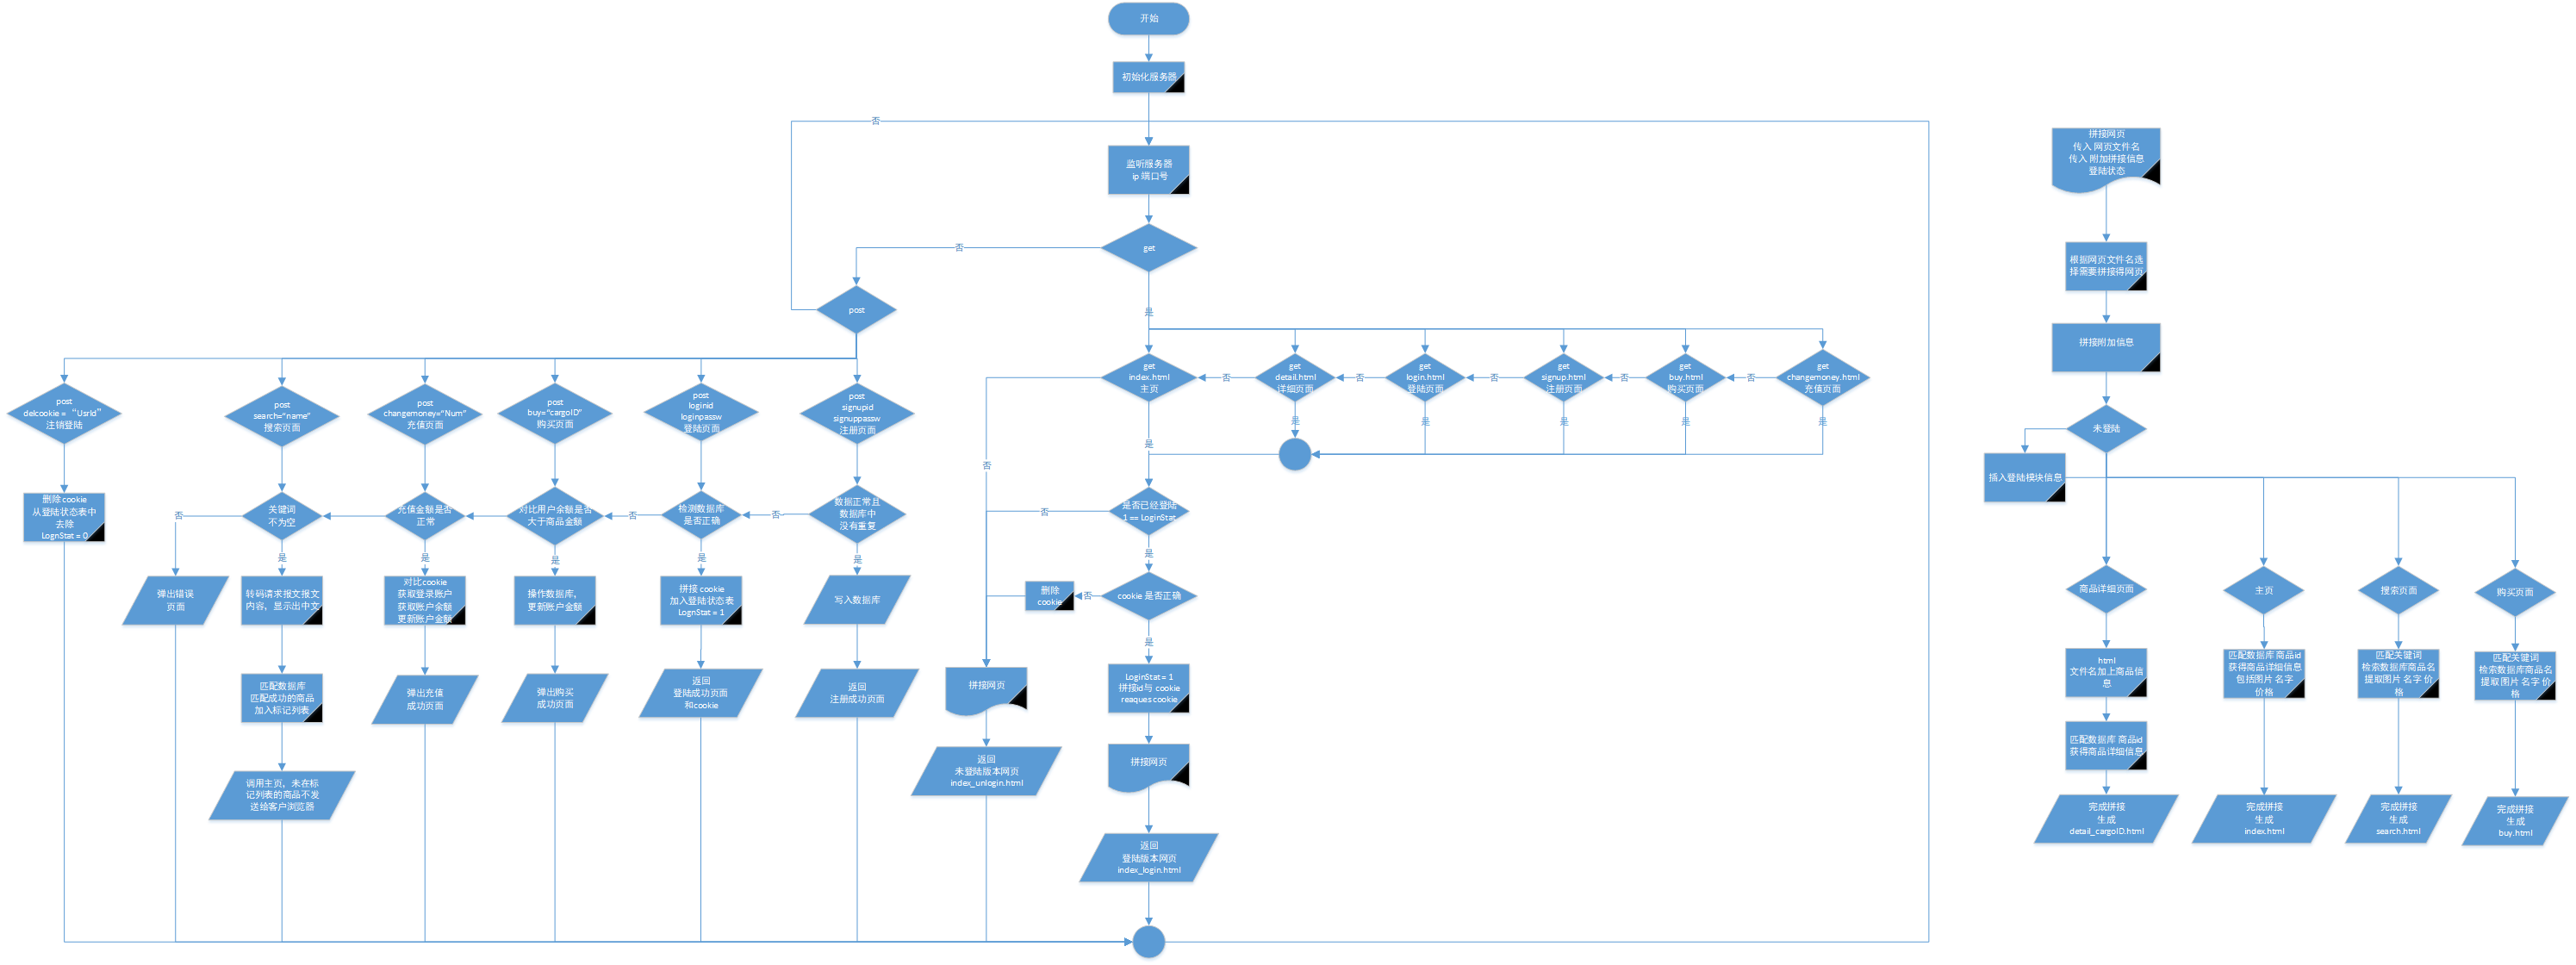 开始
初始化服务器
否
监听服务器
ip 端口号
get
否
post
是
get
index.html
主页
否
get
detail.html
详细页面
否
get
login.html
登陆页面
否
get
signup.html
注册页面
否
get
buy.html
购买页面
否
get
changemoney.html
充值页面
是
是
是
是
是
是
否
post
delcookie = “UsrId”
注销登陆
post
search="name"
搜索页面
post
changemoney="Num"
充值页面
post
buy="cargoID"
购买页面
post
loginid
loginpassw
登陆页面
post
signupid
signuppassw
注册页面
删除cookie
从登陆状态表中
去除
LognStat = 0
否
关键词
不为空
充值金额是否
正常
对比用户余额是否
大于商品金额
否
检测数据库
是否正确
否
数据正常且
数据库中
没有重复
是
是
是
是
是
弹出错误
页面
转码请求报文报文
内容，显示出中文
对比cookie
获取登录账户
获取账户余额
更新账户金额
操作数据库，
更新账户金额
拼接 cookie
加入登陆状态表
LognStat = 1
写入数据库
匹配数据库
匹配成功的商品
加入标记列表
弹出充值
成功页面
弹出购买
成功页面
返回
登陆成功页面
和cookie
返回
注册成功页面
调用主页，未在标
记列表的商品不发
送给客户浏览器
是否已经登陆
1 == LoginStat
否
是
cookie 是否正确
否
删除
cookie
是
拼接网页
返回
未登陆版本网页
index_unlogin.html
LoginStat= 1
拼接id与 cookie
reaques cookie
拼接网页
返回
登陆版本网页
index_login.html
拼接网页
传入 网页文件名
传入 附加拼接信息
登陆状态
根据网页文件名选
择需要拼接得网页
拼接附加信息
未登陆
插入登陆模块信息
商品详细页面
主页
搜索页面
购买页面
html
文件名加上商品信
息
匹配数据库 商品id
获得商品详细信息
完成拼接
生成
detail_cargoID.html
匹配数据库 商品id
获得商品详细信息
包括图片 名字
价格
完成拼接
生成
index.html
匹配关键词
检索数据库商品名
提取图片 名字 价
格
完成拼接
生成
search.html
匹配关键词
检索数据库商品名
提取图片 名字 价
格
完成拼接
生成
buy.html